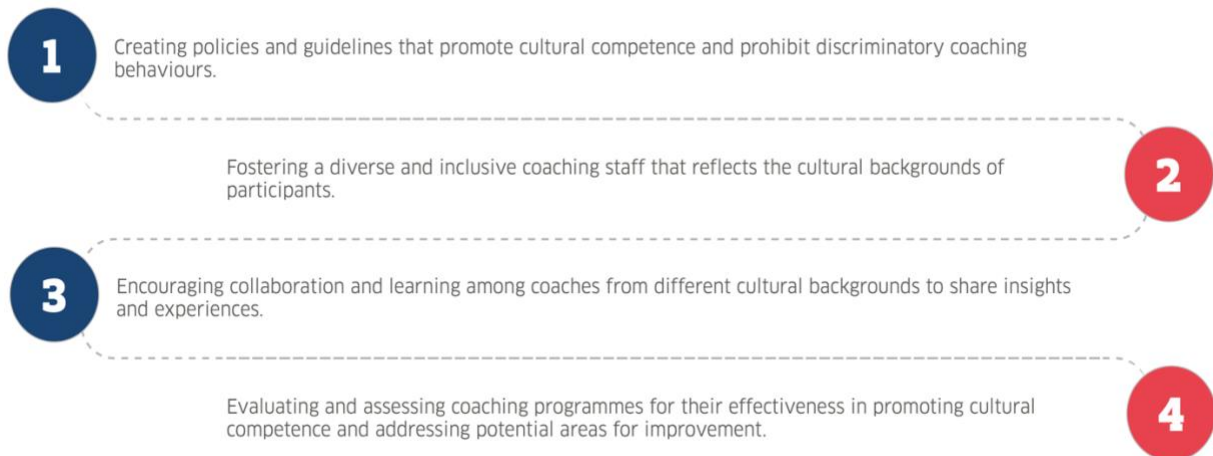 1
Creating policies and guidelines that promote cultural competence and prohibit discriminatory coaching
behaviours.
Fostering a diverse and inclusive coaching staff that reflects the cultural backgrounds of
participants.
2
3
Encouraging collaboration and learning among coaches from different cultural backgrounds to share insights
and experiences.
Evaluating and assessing coaching programmes for their effectiveness in promoting cultural
competence and addressing potential areas for improvement.
4